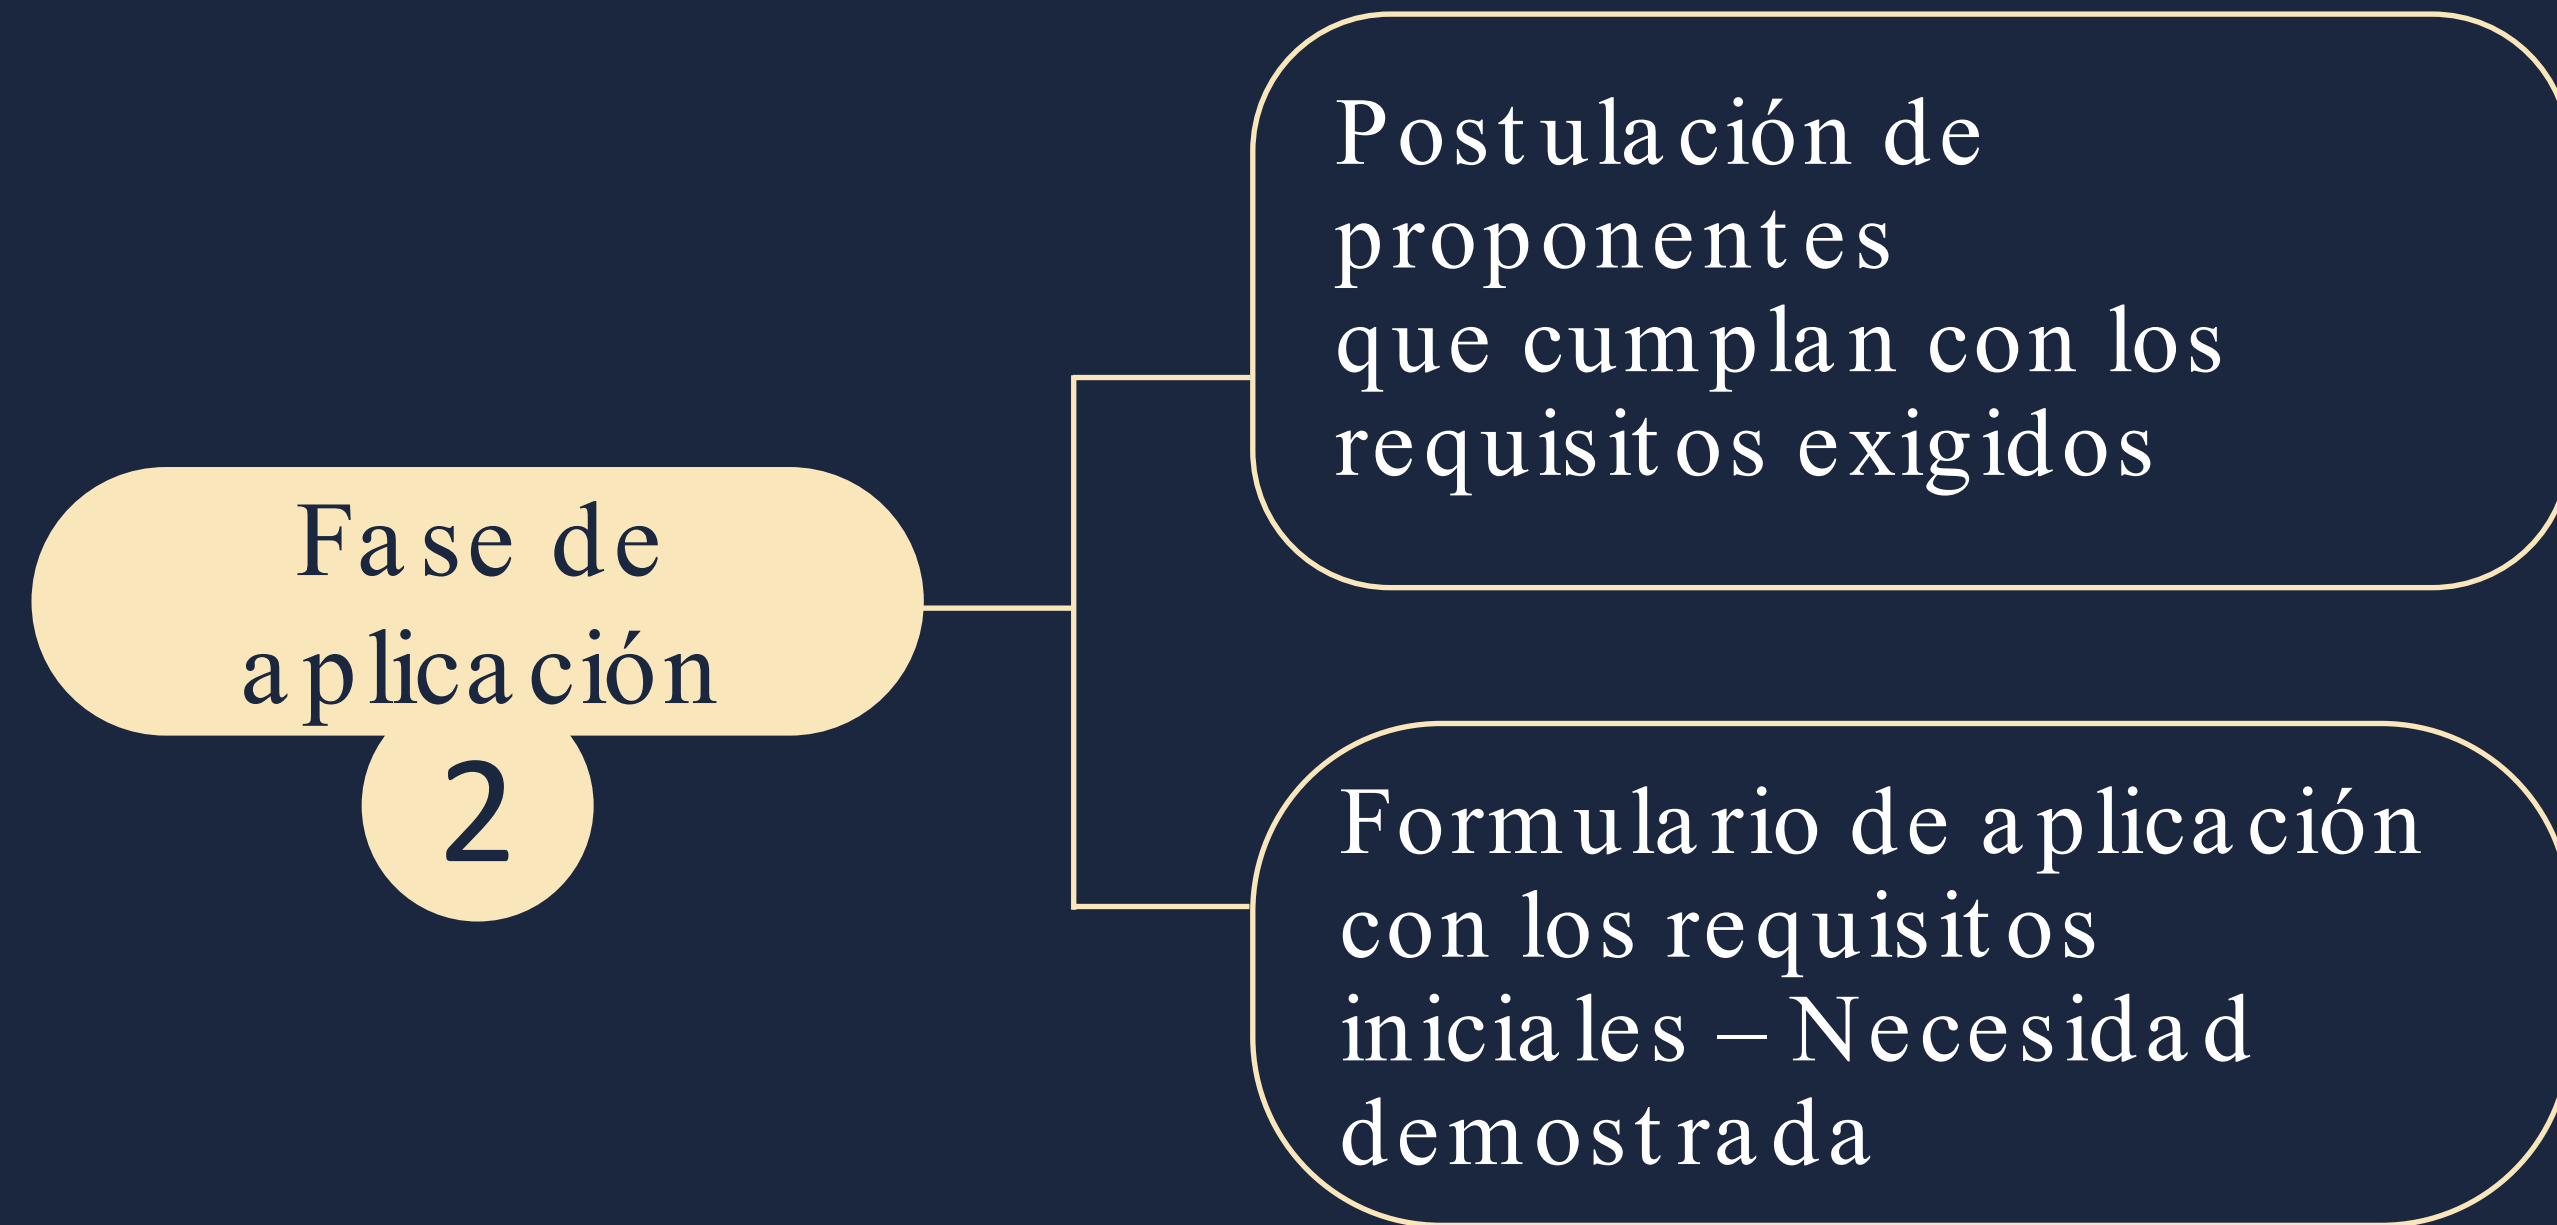 Fase de
aplicación
2
Postulación de
proponentes
que cumplan con los
requisitos exigidos
Formulario de aplicación
con los requisitos
iniciales – Necesidad
demostrada